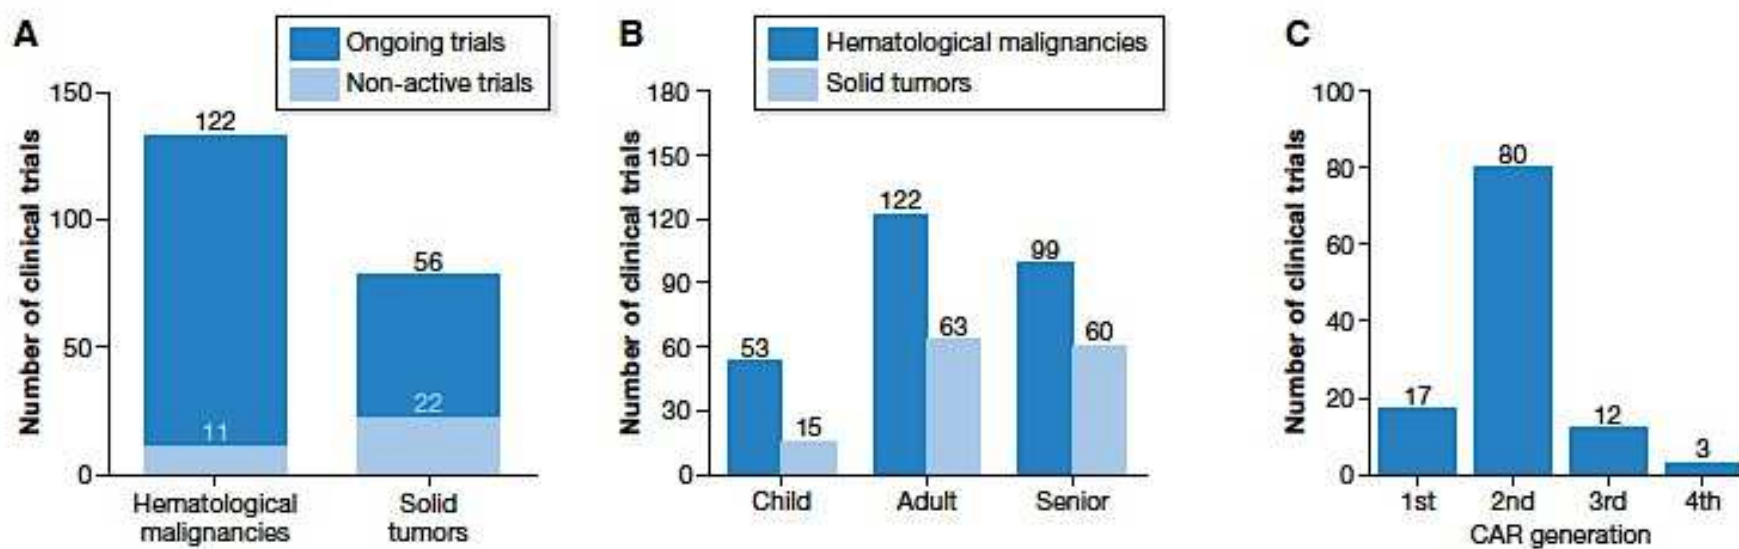 A
Ongoing trials
Non-active trials
Number of clinical trials
150
100
50
0
122
11
56
22
Hematological
malignancies
Solid
tumors
B
Hematological malignancies
Solid tumors
Number of clinical trials
180
150
120
90
60
30
0
53
15
122
63
99
60
Child
Adult
Senior
C
Number of clinical trials
100
80
60
40
20
0
17
80
12
3
1st
2nd
3rd
4th
CAR generation